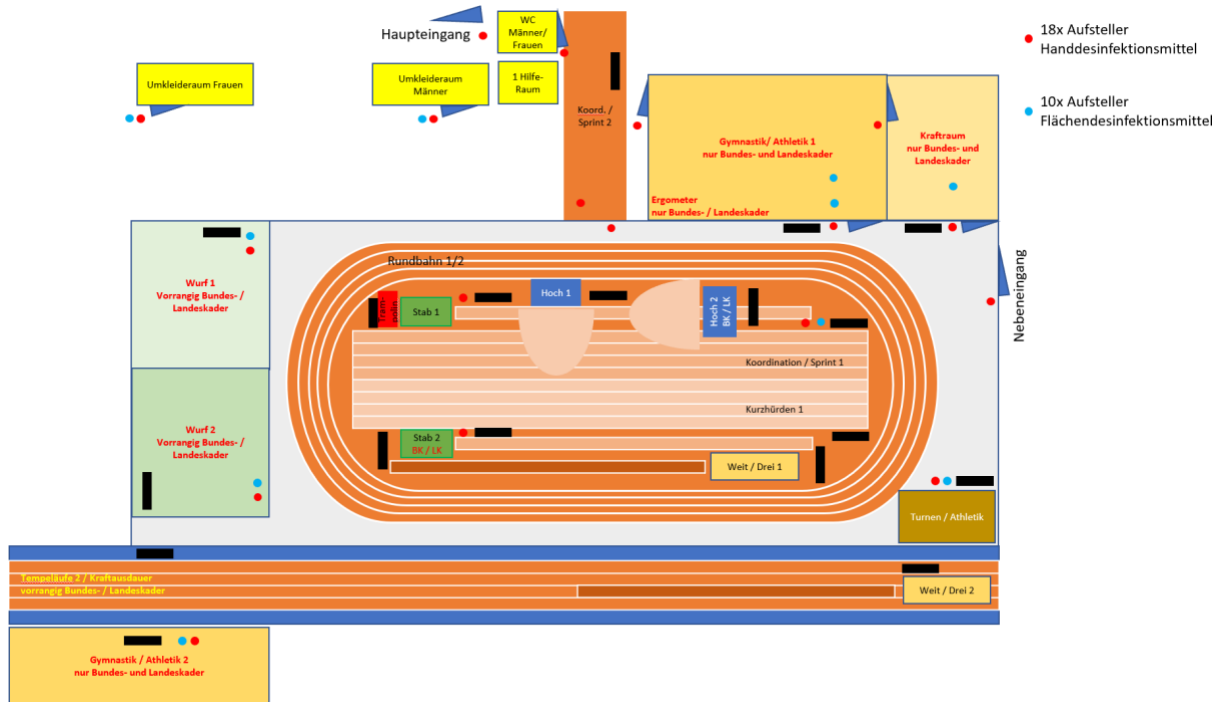 Haupteingang
WC
Männer/
Frauen
18x Aufsteller
Handdesinfektionsmittel
10x Aufsteller
Flächendesinfektionsmittel
Umkleideraum Frauen
Umkleideraum
Männer
1 Hilfe-
Raum
Koord. /
Sprint 2
Gymnastik/ Athletik 1
nur Bundes- und Landeskader
Kraftraum
nur Bundes- und
Landeskader
Ergometer
nur Bundes- / Landeskader
Nebeneingang
Rundbahn 1/2
Wurf 1
Vorrangig Bundes- /
Landeskader
Tram-
polin
Stab 1
Hoch 1
Hoch 2
BK / LK
Koordination / Sprint 1
Kurzhürden 1
Wurf 2
Vorrangig Bundes- /
Landeskader
Stab 2
BK / LK
Weit / Drei 1
Turnen / Athletik
Tempeläufe 2 / Kraftausdauer
vorrangig Bundes- / Landeskader
Weit / Drei 2
Gymnastik / Athletik 2
nur Bundes- und Landeskader